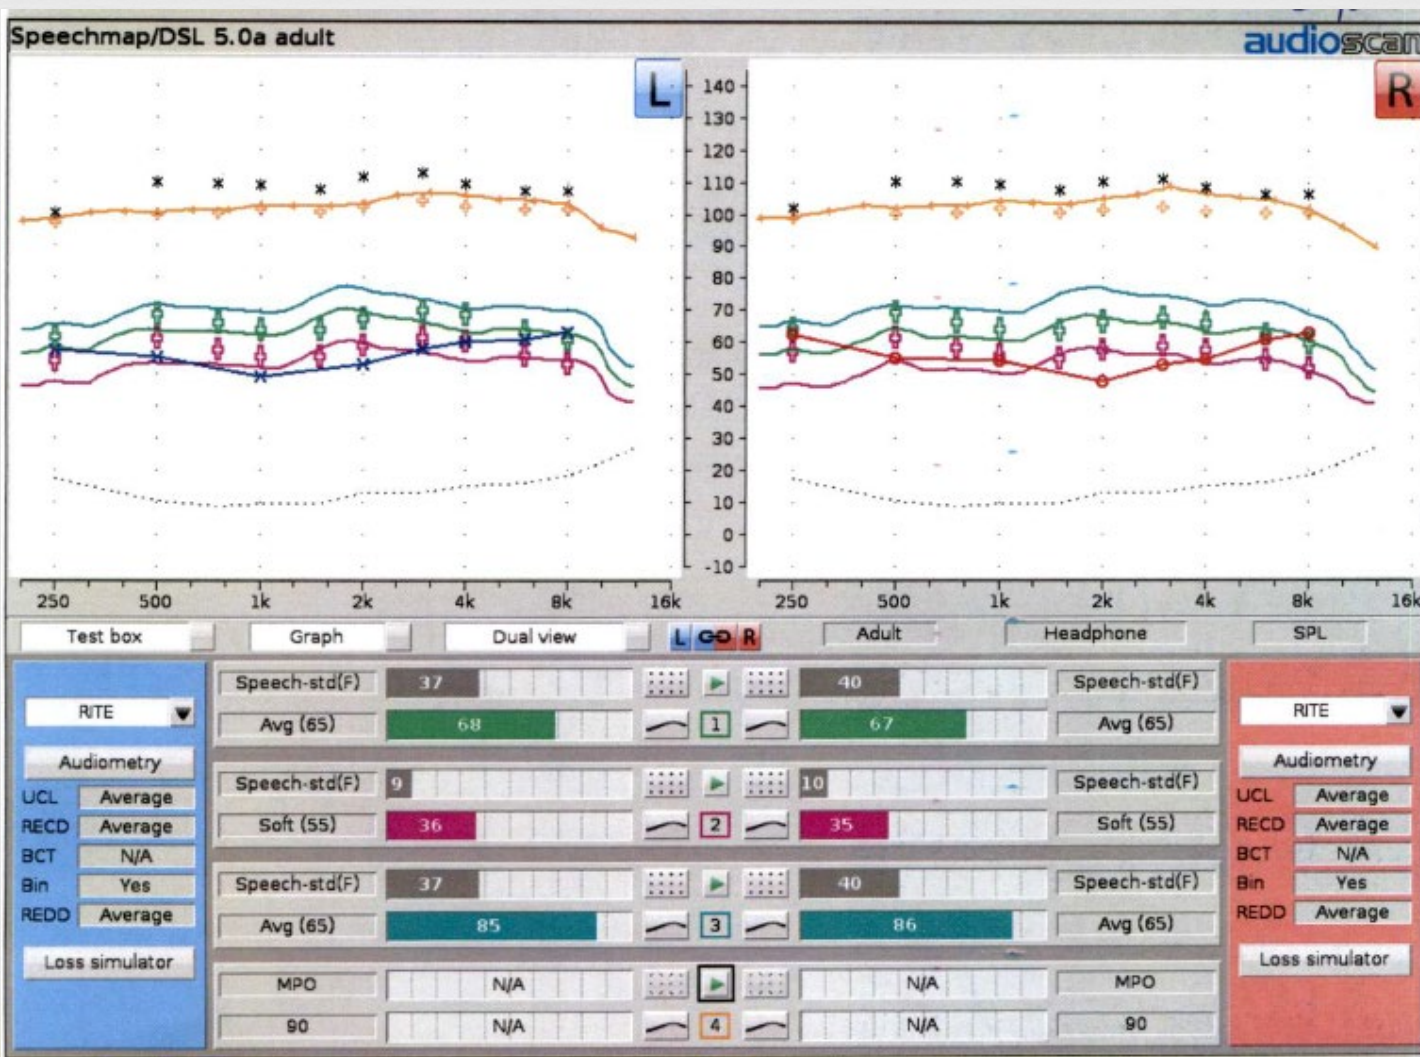 Speechmap/DSL 5.0a adult
audioscan
L
R
140
130
120
110
100
90
80
70
60
50
40
30
20
10
0
-10
250 500 1k 2k 4k 8k 16k
250 500 1k 2k 4k 8k 16k
Test box Graph Dual view L R Adult Headphone SPL
RITE
Audiometry
UCL Average
RECD Average
BCT N/A
Bin Yes
REDD Average
Loss simulator
Speech-std(F) 37 40 Speech-std(F)
Avg (65) 68 1 67 Avg (65)
Speech-std(F) 9 10 Speech-std(F)
Soft (55) 36 2 35 Soft (55)
Speech-std(F) 37 40 Speech-std(F)
Avg (65) 85 3 86 Avg (65)
MPO N/A N/A MPO
90 N/A 4 N/A 90
RITE
Audiometry
UCL Average
RECD Average
BCT N/A
Bin Yes
REDD Average
Loss simulator